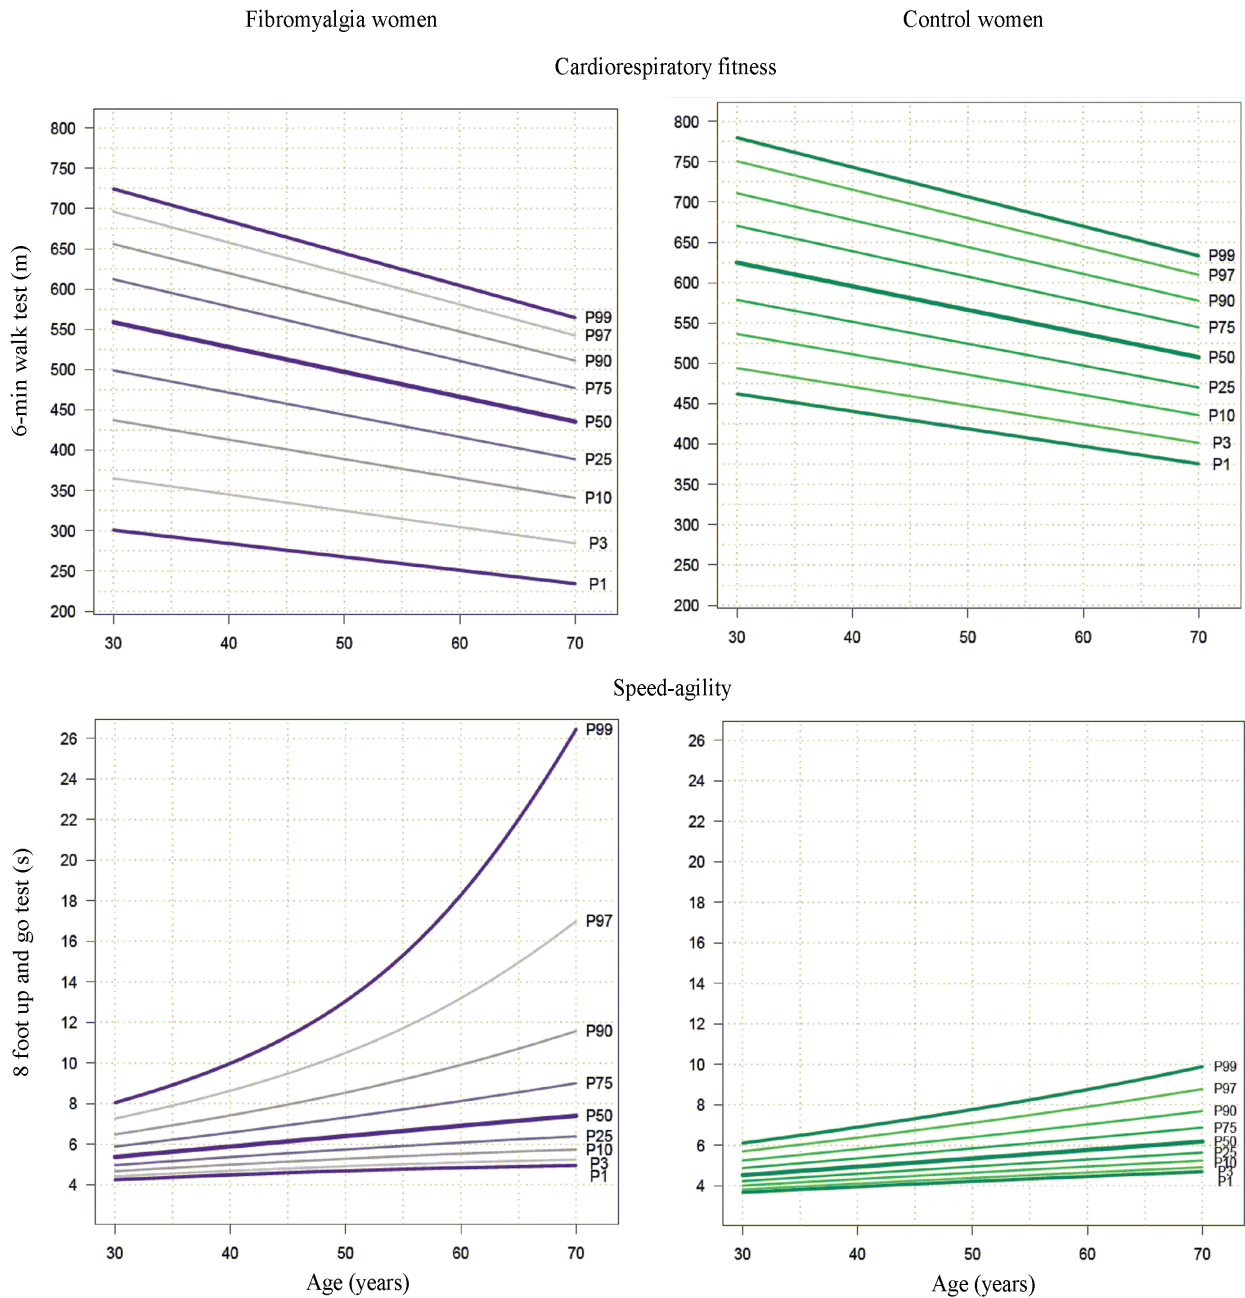 Fibromyalgia women
Control women
Cardiorespiratory fitness
6-min walk test (m)
800
750
700
650
600
550
500
450
400
350
300
250
200
P99
P97
P90
P75
P50
P25
P10
P3
P1
30 40 50 60 70
800
750
700
650
600
550
500
450
400
350
300
250
200
P99
P97
P90
P75
P50
P25
P10
P3
P1
30 40 50 60 70
Speed-agility
8 foot up and go test (s)
26
24
22
20
18
16
14
12
10
8
6
4
P99
P97
P90
P75
P50
P25
P10
P3
P1
30 40 50 60 70
Age (years)
26
24
22
20
18
16
14
12
10
8
6
4
P99
P97
P90
P75
P50
P25
P10
P3
P1
30 40 50 60 70
Age (years)